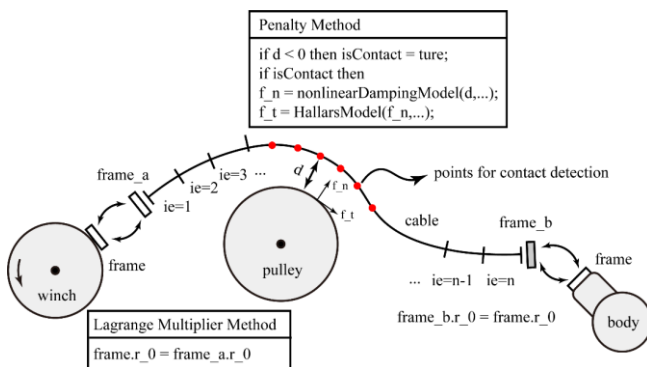 Penalty Method
if d < 0 then isContact = ture;
if isContact then
f_n = nonlinearDampingModel(d,...);
f_t = HallarsModel(f_n,...);
frame_a
ie=1
ie=2
ie=3 ...
d
f_n
f_t
points for contact detection
cable
frame_b
frame
winch
pulley
frame
... ie=n-1 ie=n
frame_b.r_0 = frame.r_0
body
Lagrange Multiplier Method
frame.r_0 = frame_a.r_0